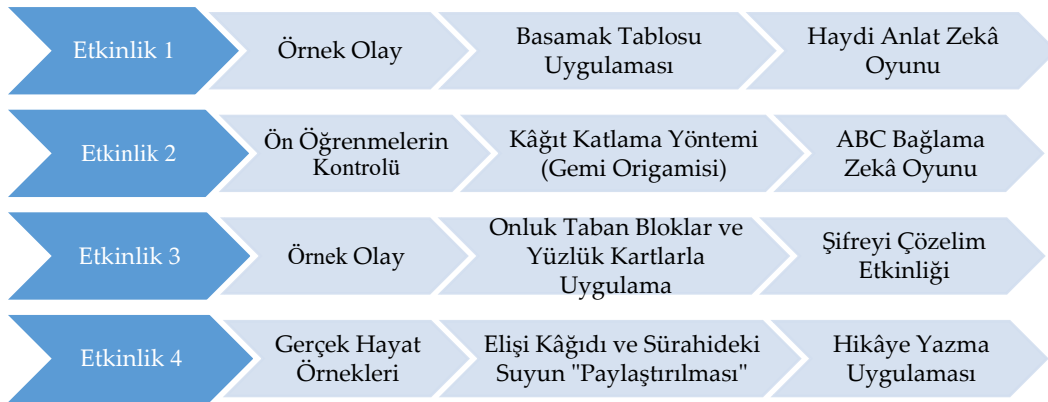 Etkinlik 1
Örnek Olay
Basamak Tablosu
Uygulaması
Haydi Anlat Zekâ
Oyunu
Etkinlik 2
Ön Öğrenmelerin
Kontrolü
Kâğıt Katlama Yöntemi
(Gemi Origamisi)
ABC Bağlama
Zekâ Oyunu
Etkinlik 3
Örnek Olay
Onluk Taban Bloklar ve
Yüzlük Kartlarla
Uygulama
Şifreyi Çözelim
Etkinliği
Etkinlik 4
Gerçek Hayat
Örnekleri
Elişi Kâğıdı ve Sürahideki
Suyun "Paylaştırılması"
Hikâye Yazma
Uygulaması